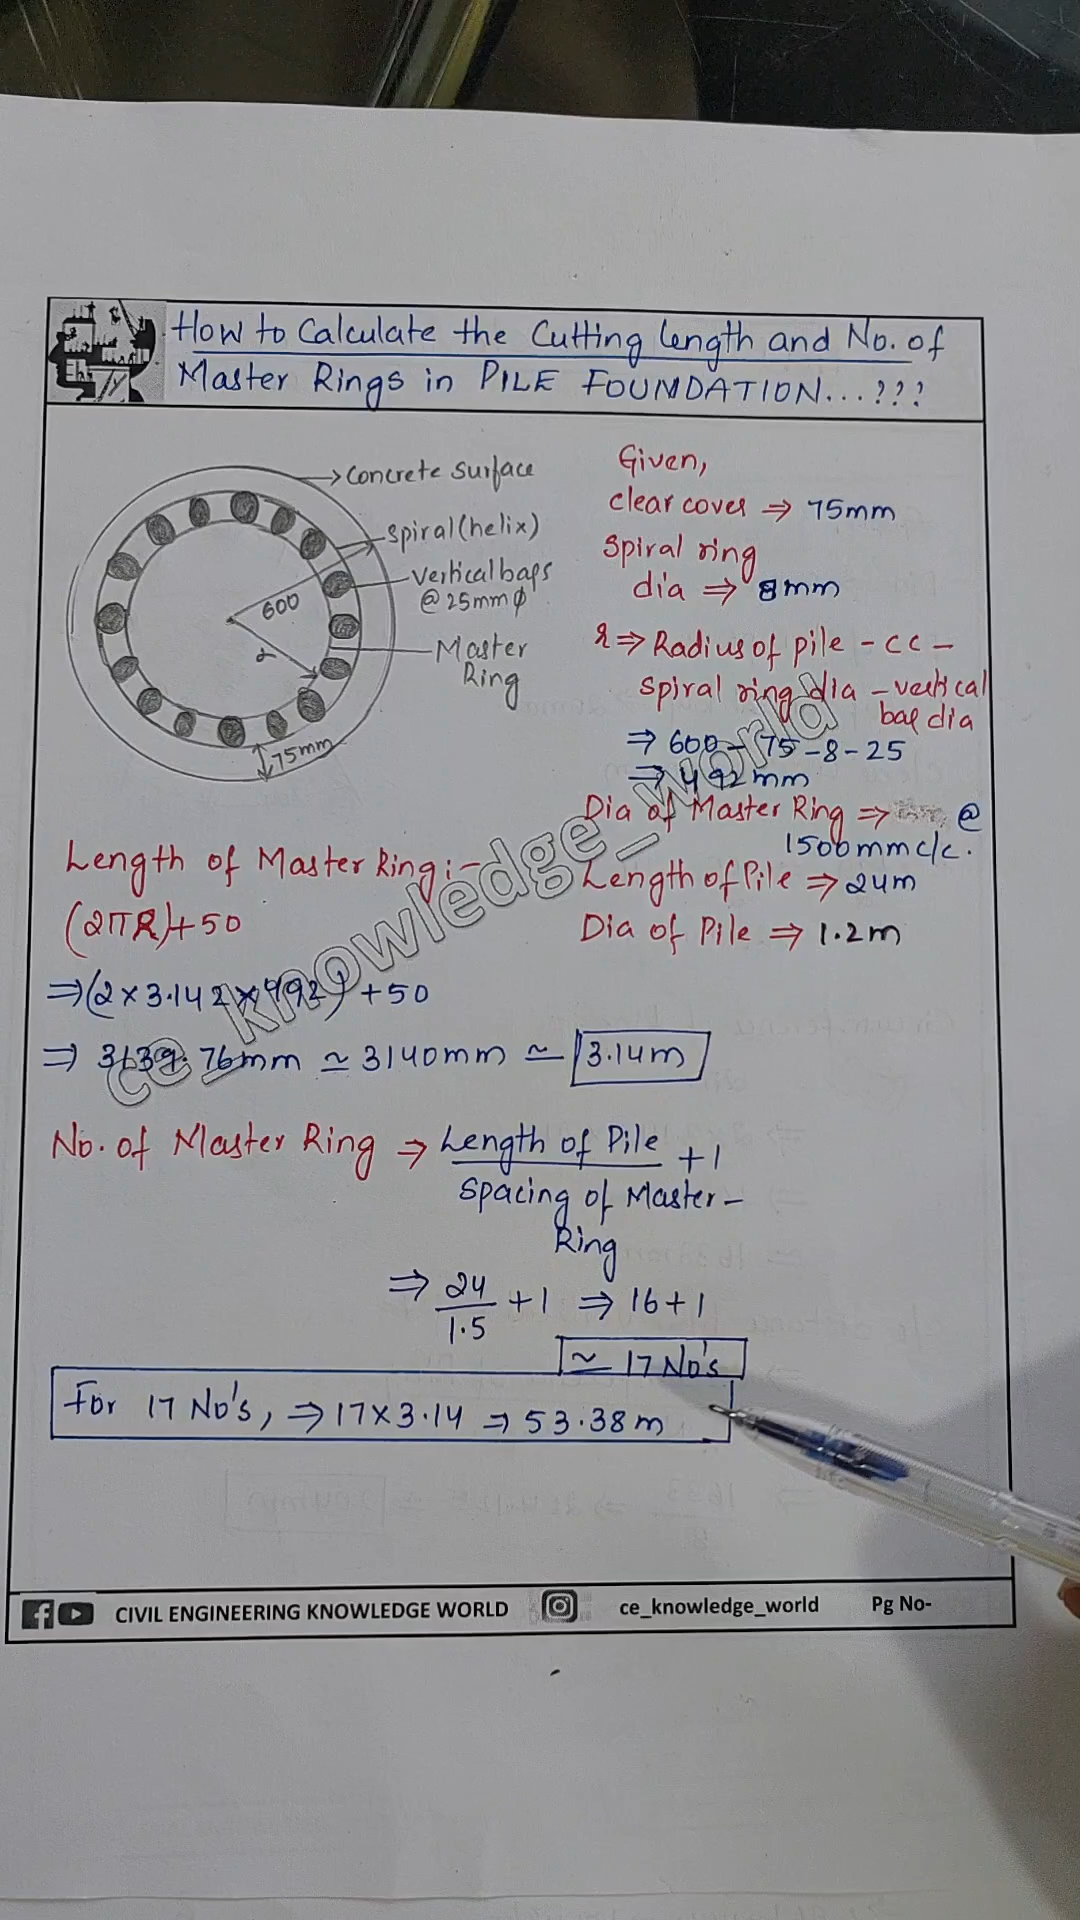 How to Calculate the Cutting length and No. of
Master Rings in PILE FOUNDATION...???
Concrete surface
spiral (helix)
Vertical bars
@ 25mm ϕ
600
r
Master
Ring
75mm
Given,
clear cover ⇒ 75mm
Spiral ring
dia ⇒ 8mm
r ⇒ Radius of pile - cc -
spiral ring dia - vertical
bar dia
⇒ 600 - 75 - 8 - 25
⇒ 492mm
Dia of Master Ring ⇒ @
1500mm c/c.
Length of Pile ⇒ 24m
Dia of Pile ⇒ 1.2m
Length of Master Ring :-
(2πR)+50
⇒ (2 × 3.142 × 492) + 50
⇒ 3139.76mm ≃ 3140mm ≃ 3.14m
No. of Master Ring ⇒ Length of Pile + 1
Spacing of Master-
Ring
⇒ 24 + 1 ⇒ 16+1
1.5
≃ 17 No's
For 17 No's, ⇒ 17 × 3.14 ⇒ 53.38m
ce_knowledge_world
CIVIL ENGINEERING KNOWLEDGE WORLD ce_knowledge_world Pg No-